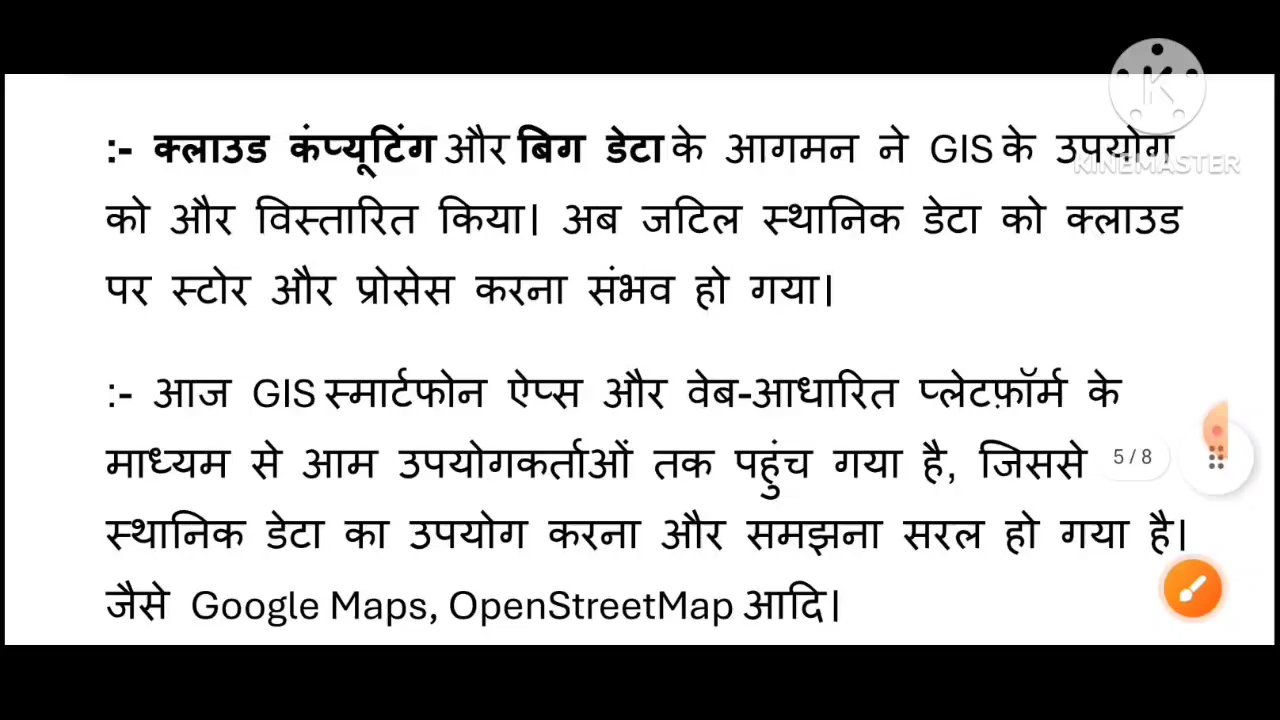 :- क्लाउड कंप्यूटिंग और बिग डेटा के आगमन ने GIS के उपयोग
KINEMASTER
को और विस्तारित किया। अब जटिल स्थानिक डेटा को क्लाउड
पर स्टोर और प्रोसेस करना संभव हो गया।
:- आज GIS स्मार्टफोन ऐप्स और वेब-आधारित प्लेटफ़ॉर्म के
माध्यम से आम उपयोगकर्ताओं तक पहुंच गया है, जिससे
5 / 8
स्थानिक डेटा का उपयोग करना और समझना सरल हो गया है।
जैसे Google Maps, OpenStreetMap आदि।